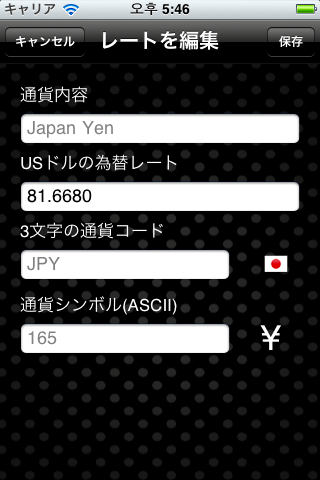 キャリア 오후 5:46
キャンセル レートを編集 保存
通貨内容
Japan Yen
USドルの為替レート
81.6680
3文字の通貨コード
JPY
通貨シンボル(ASCII)
165 ¥